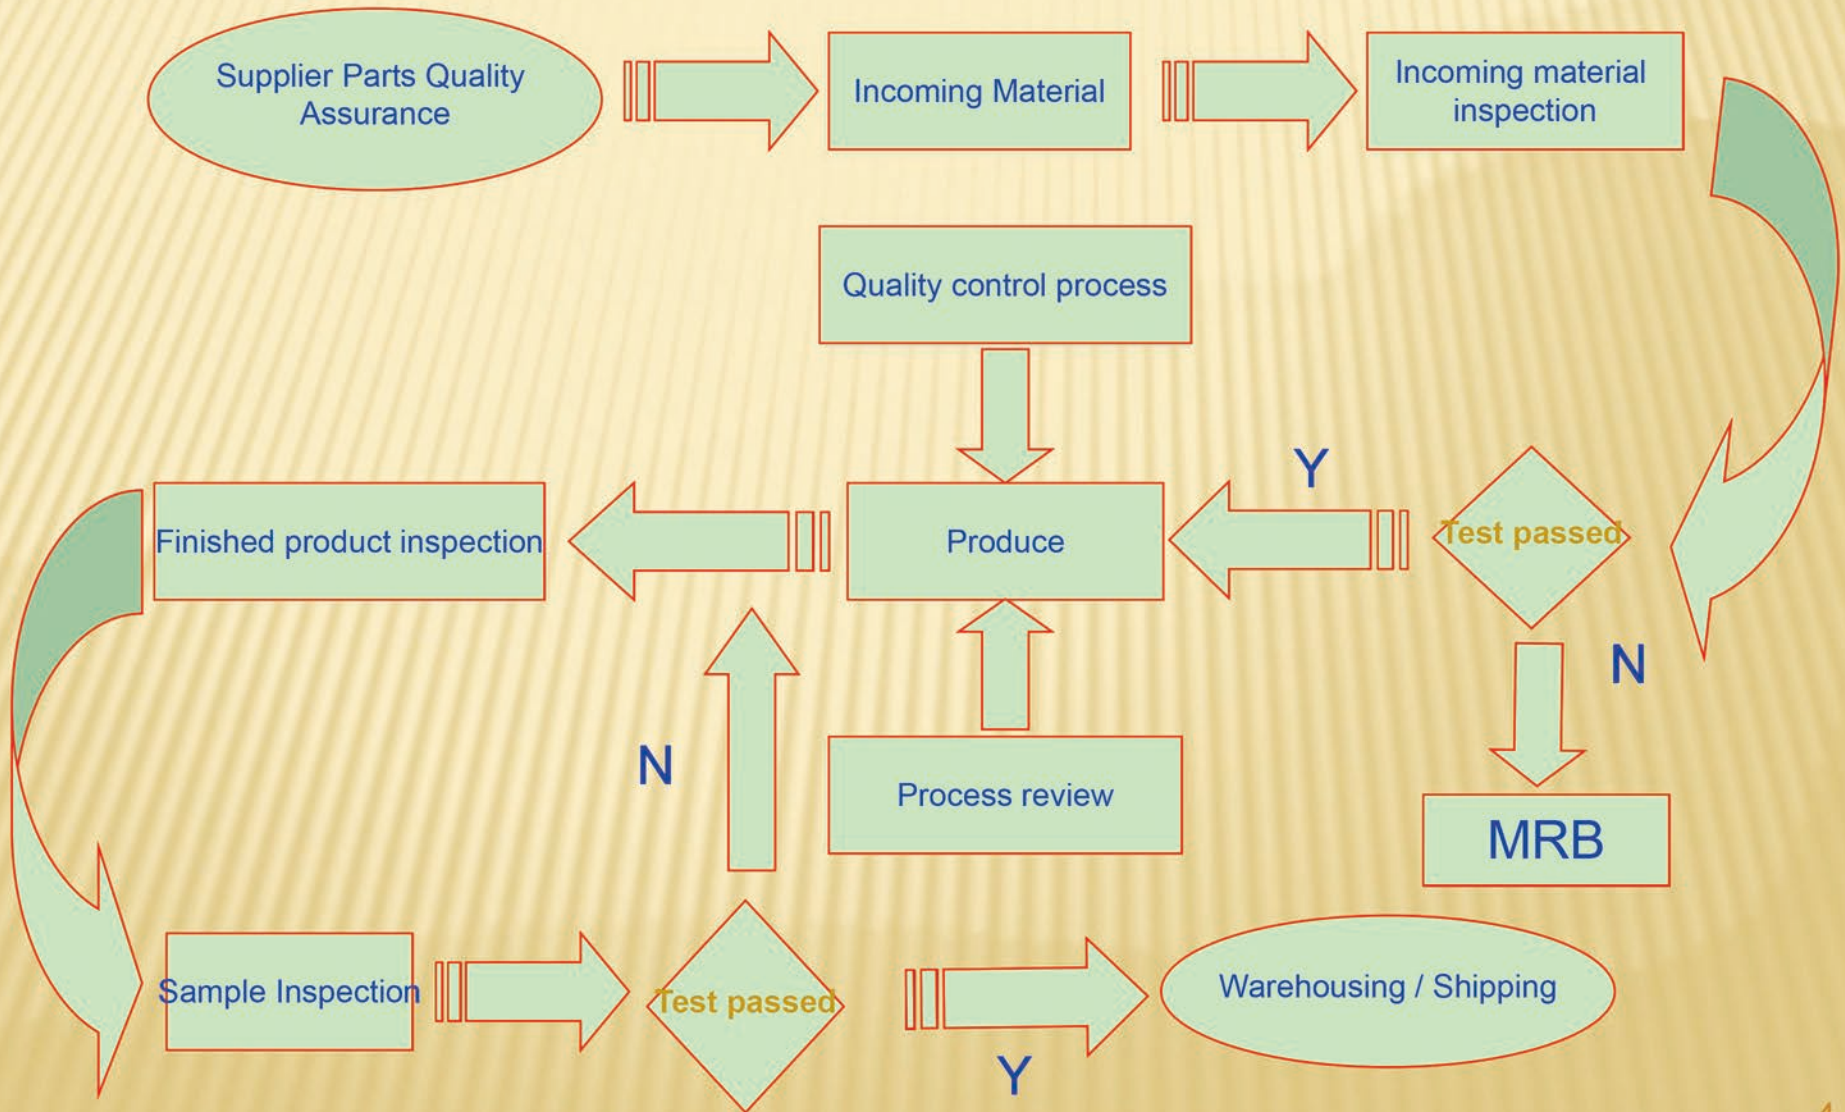 Supplier Parts Quality
Assurance
Incoming Material
Incoming material
inspection
Quality control process
Y
Finished product inspection
Produce
Test passed
N
N
Process review
MRB
Sample Inspection
Test passed
Warehousing / Shipping
Y